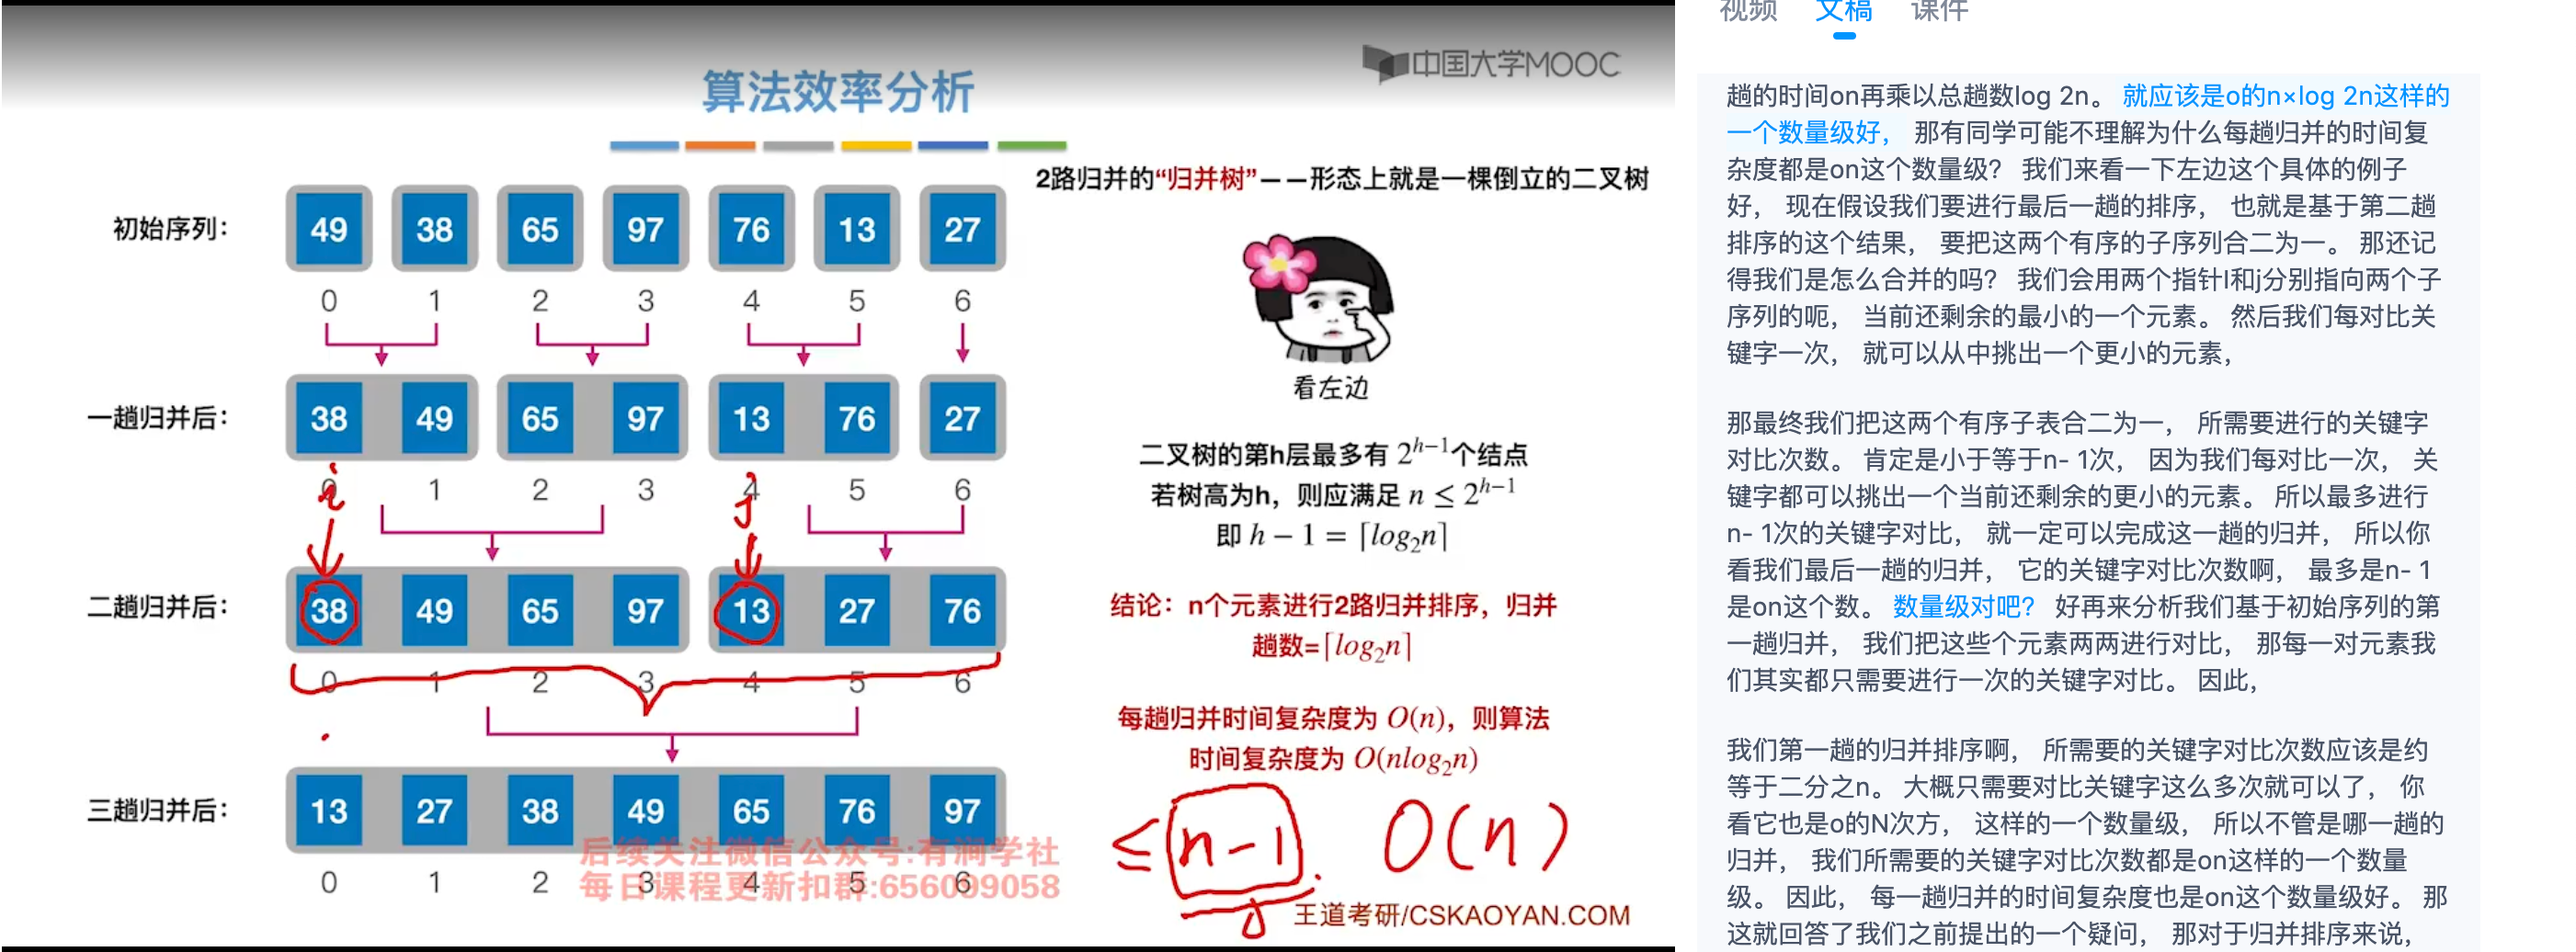 中国大学MOOC
算法效率分析
2路归并的“归并树”——形态上就是一棵倒立的二叉树
初始序列：
49 38 65 97 76 13 27
0 1 2 3 4 5 6
一趟归并后：
38 49 65 97 13 76 27
0 1 2 3 4 5 6
i j
二趟归并后：
38 49 65 97 13 27 76
0 1 2 3 4 5 6
三趟归并后：
13 27 38 49 65 76 97
0 1 2 3 4 5 6
看左边
二叉树的第h层最多有 2^{h−1}个结点
若树高为h，则应满足 n ≤ 2^{h−1}
即 h − 1 = ⌈log₂n⌉
结论：n个元素进行2路归并排序，归并
趟数=⌈log₂n⌉
每趟归并时间复杂度为 O(n)，则算法
时间复杂度为 O(nlog₂n)
≤ n-1 O(n)
后续关注微信公众号:有涧学社
每日课程更新扣群:656099058
王道考研/CSKAOYAN.COM
视频 文稿 课件
趟的时间on再乘以总趟数log 2n。 就应该是o的n×log 2n这样的
一个数量级好， 那有同学可能不理解为什么每趟归并的时间复
杂度都是on这个数量级？ 我们来看一下左边这个具体的例子
好， 现在假设我们要进行最后一趟的排序， 也就是基于第二趟
排序的这个结果， 要把这两个有序的子序列合二为一。 那还记
得我们是怎么合并的吗？ 我们会用两个指针I和j分别指向两个子
序列的呃， 当前还剩余的最小的一个元素。 然后我们每对比关
键字一次， 就可以从中挑出一个更小的元素，
那最终我们把这两个有序子表合二为一， 所需要进行的关键字
对比次数。 肯定是小于等于n- 1次， 因为我们每对比一次， 关
键字都可以挑出一个当前还剩余的更小的元素。 所以最多进行
n- 1次的关键字对比， 就一定可以完成这一趟的归并， 所以你
看我们最后一趟的归并， 它的关键字对比次数啊， 最多是n- 1
是on这个数。 数量级对吧？ 好再来分析我们基于初始序列的第
一趟归并， 我们把这些个元素两两进行对比， 那每一对元素我
们其实都只需要进行一次的关键字对比。 因此，
我们第一趟的归并排序啊， 所需要的关键字对比次数应该是约
等于二分之n。 大概只需要对比关键字这么多次就可以了， 你
看它也是o的N次方， 这样的一个数量级， 所以不管是哪一趟的
归并， 我们所需要的关键字对比次数都是on这样的一个数量
级。 因此， 每一趟归并的时间复杂度也是on这个数量级好。 那
这就回答了我们之前提出的一个疑问， 那对于归并排序来说，